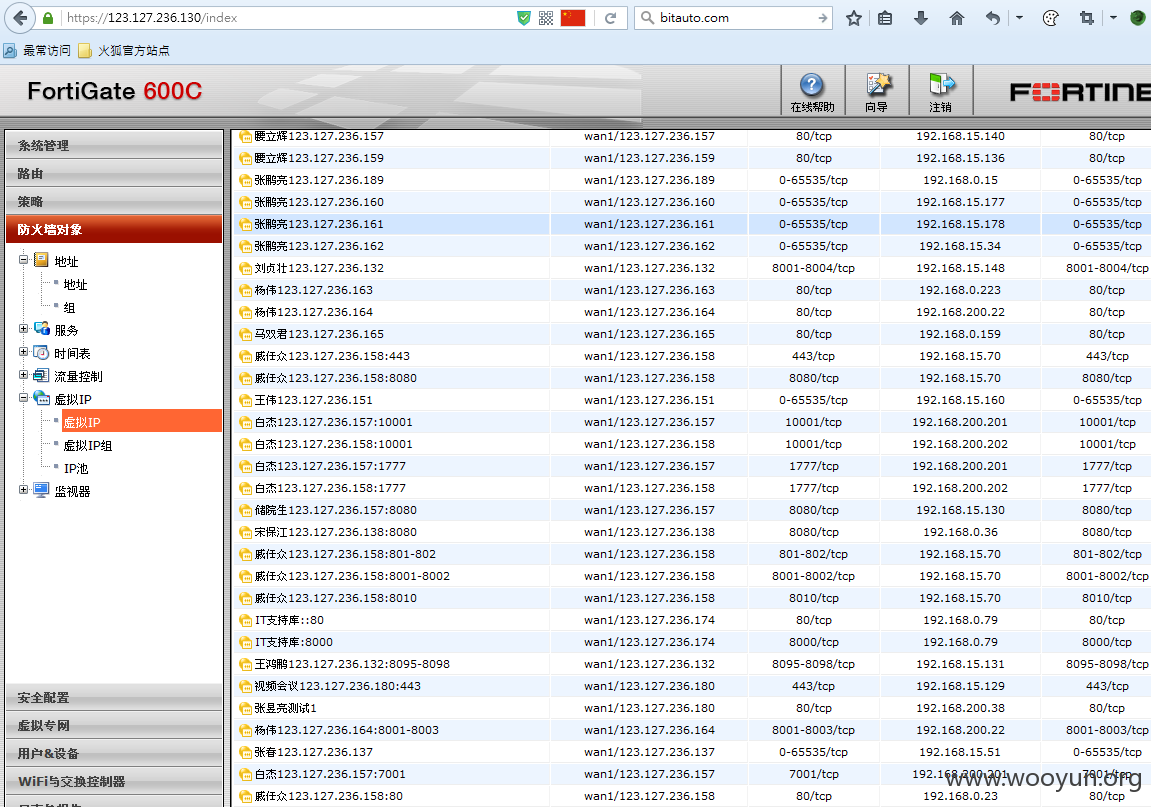 https://123.127.236.130/index
bitauto.com
最常访问 火狐官方站点
FortiGate 600C
在线帮助 向导 注销
FORTINE
系统管理
路由
策略
防火墙对象
地址
地址
组
服务
时间表
流量控制
虚拟IP
虚拟IP
虚拟IP组
IP池
监视器
安全配置
虚拟专网
用户&设备
WiFi与交换控制器
腰立辉123.127.236.157 wan1/123.127.236.157 80/tcp 192.168.15.140 80/tcp
腰立辉123.127.236.159 wan1/123.127.236.159 80/tcp 192.168.15.136 80/tcp
张鹏亮123.127.236.189 wan1/123.127.236.189 0-65535/tcp 192.168.0.15 0-65535/tcp
张鹏亮123.127.236.160 wan1/123.127.236.160 0-65535/tcp 192.168.15.177 0-65535/tcp
张鹏亮123.127.236.161 wan1/123.127.236.161 0-65535/tcp 192.168.15.178 0-65535/tcp
张鹏亮123.127.236.162 wan1/123.127.236.162 0-65535/tcp 192.168.15.34 0-65535/tcp
刘贞壮123.127.236.132 wan1/123.127.236.132 8001-8004/tcp 192.168.15.148 8001-8004/tcp
杨伟123.127.236.163 wan1/123.127.236.163 80/tcp 192.168.0.223 80/tcp
杨伟123.127.236.164 wan1/123.127.236.164 80/tcp 192.168.200.22 80/tcp
马双君123.127.236.165 wan1/123.127.236.165 80/tcp 192.168.0.159 80/tcp
戚任众123.127.236.158:443 wan1/123.127.236.158 443/tcp 192.168.15.70 443/tcp
戚任众123.127.236.158:8080 wan1/123.127.236.158 8080/tcp 192.168.15.70 8080/tcp
王伟123.127.236.151 wan1/123.127.236.151 0-65535/tcp 192.168.15.160 0-65535/tcp
白杰123.127.236.157:10001 wan1/123.127.236.157 10001/tcp 192.168.200.201 10001/tcp
白杰123.127.236.158:10001 wan1/123.127.236.158 10001/tcp 192.168.200.202 10001/tcp
白杰123.127.236.157:1777 wan1/123.127.236.157 1777/tcp 192.168.200.201 1777/tcp
白杰123.127.236.158:1777 wan1/123.127.236.158 1777/tcp 192.168.200.202 1777/tcp
储院生123.127.236.157:8080 wan1/123.127.236.157 8080/tcp 192.168.15.130 8080/tcp
宋保江123.127.236.138:8080 wan1/123.127.236.138 8080/tcp 192.168.0.36 8080/tcp
戚任众123.127.236.158:801-802 wan1/123.127.236.158 801-802/tcp 192.168.15.70 801-802/tcp
戚任众123.127.236.158:8001-8002 wan1/123.127.236.158 8001-8002/tcp 192.168.15.70 8001-8002/tcp
戚任众123.127.236.158:8010 wan1/123.127.236.158 8010/tcp 192.168.15.70 8010/tcp
IT支持库::80 wan1/123.127.236.174 80/tcp 192.168.0.79 80/tcp
IT支持库:8000 wan1/123.127.236.174 8000/tcp 192.168.0.79 8000/tcp
王鸿鹏123.127.236.132:8095-8098 wan1/123.127.236.132 8095-8098/tcp 192.168.15.131 8095-8098/tcp
视频会议123.127.236.180:443 wan1/123.127.236.180 443/tcp 192.168.15.129 443/tcp
张昱亮测试1 wan1/123.127.236.180 80/tcp 192.168.200.38 80/tcp
杨伟123.127.236.164:8001-8003 wan1/123.127.236.164 8001-8003/tcp 192.168.200.22 8001-8003/tcp
张春123.127.236.137 wan1/123.127.236.137 0-65535/tcp 192.168.15.51 0-65535/tcp
白杰123.127.236.157:7001 wan1/123.127.236.157 7001/tcp 192.168.200.201 7001/tcp
戚任众123.127.236.158:80 wan1/123.127.236.158 80/tcp 192.168.0.23 80/tcp
www.wooyun.org